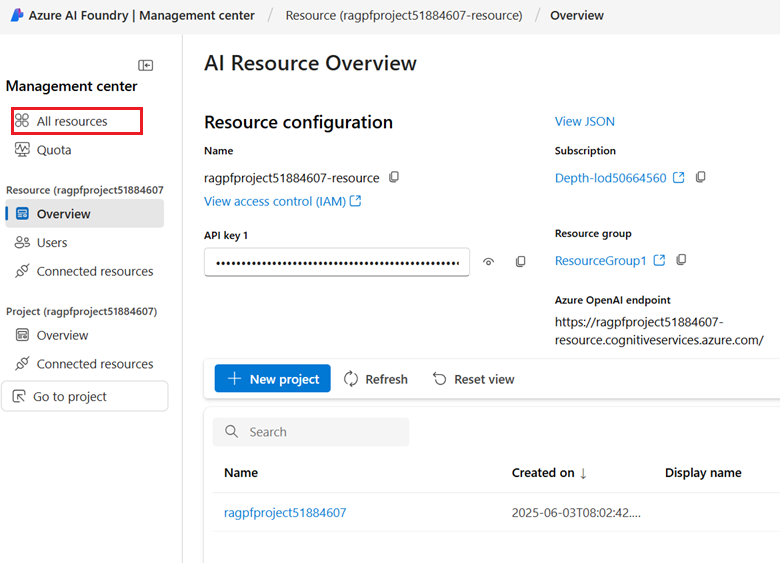 Azure AI Foundry | Management center / Resource (ragpfproject51884607-resource) / Overview
Management center
All resources
Quota
Resource (ragpfproject51884607
Overview
Users
Connected resources
Project (ragpfproject51884607)
Overview
Connected resources
Go to project
AI Resource Overview
Resource configuration
View JSON
Name
Subscription
ragpfproject51884607-resource
Depth-lod50664560
View access control (IAM)
API key 1
Resource group
••••••••••••••••••••••••••••••••••••••••••••••••
ResourceGroup1
Azure OpenAI endpoint
https://ragpfproject51884607-
resource.cognitiveservices.azure.com/
New project
Refresh
Reset view
Search
Name
Created on ↓
Display name
ragpfproject51884607
2025-06-03T08:02:42....